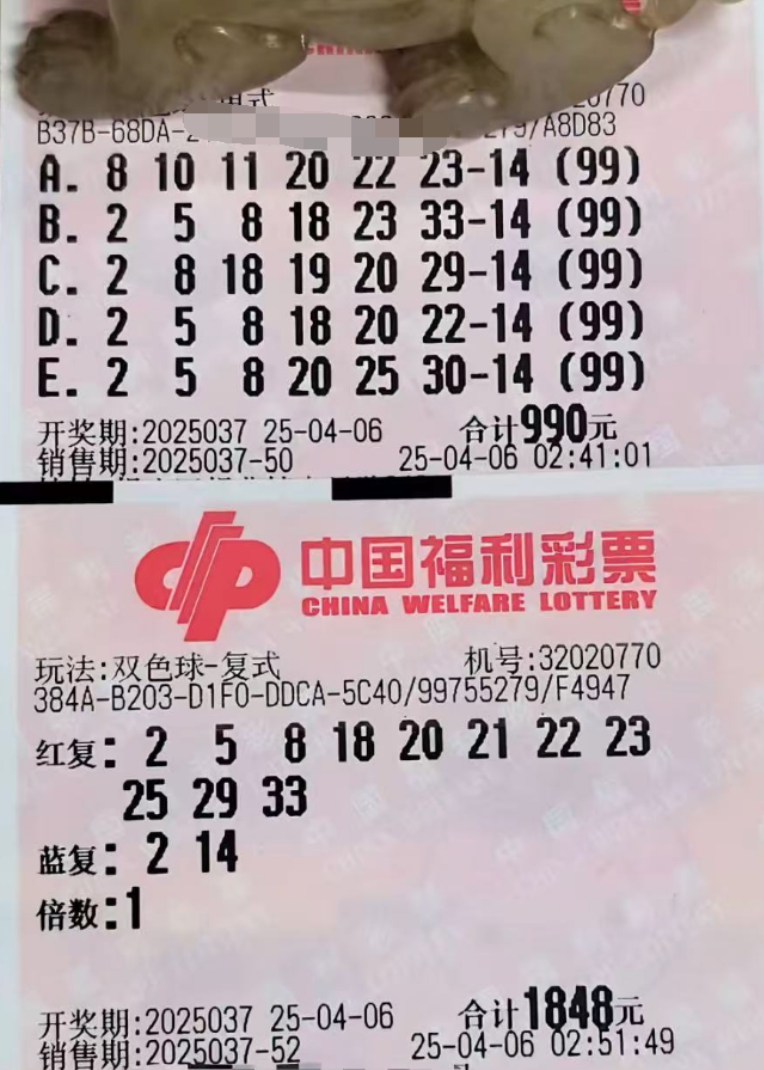 B37B-68DA-
A. 8 10 11 20 22 23-14 (99)
B. 2 5 8 18 23 33-14 (99)
C. 2 8 18 19 20 29-14 (99)
D. 2 5 8 18 20 22-14 (99)
E. 2 5 8 20 25 30-14 (99)
开奖期:2025037 25-04-06 合计990元
销售期:2025037-50 25-04-06 02:41:01
中国福利彩票
CHINA WELFARE LOTTERY
玩法:双色球-复式 机号:32020770
384A-B203-D1F0-DDCA-5C40/99755279/F4947
红复: 2 5 8 18 20 21 22 23
25 29 33
蓝复: 2 14
倍数:1
开奖期:2025037 25-04-06 合计1848元
销售期:2025037-52 25-04-06 02:51:49